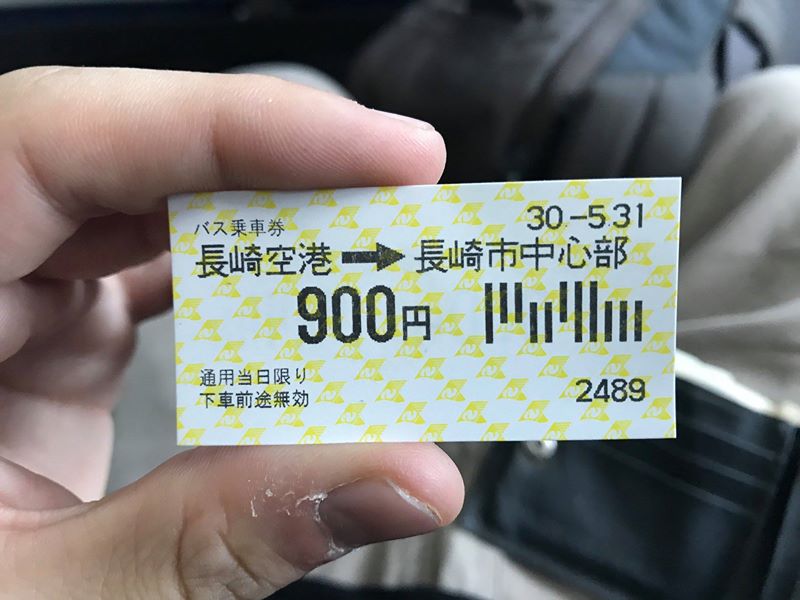 バス乗車券
30-5.31
長崎空港➡長崎市中心部
900円
通用当日限り
下車前途無効
2489